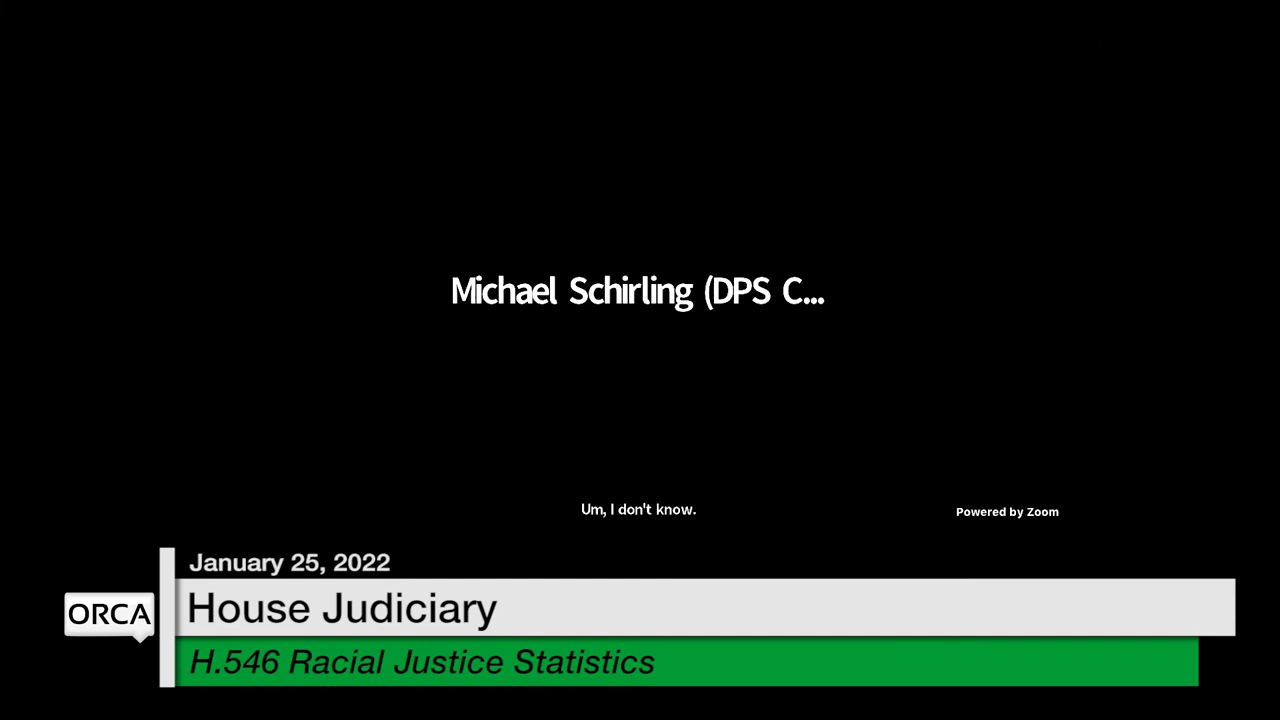 Michael Schirling (DPS C...
Um, I don't know.
Powered by Zoom
January 25, 2022
ORCA
House Judiciary
H.546 Racial Justice Statistics